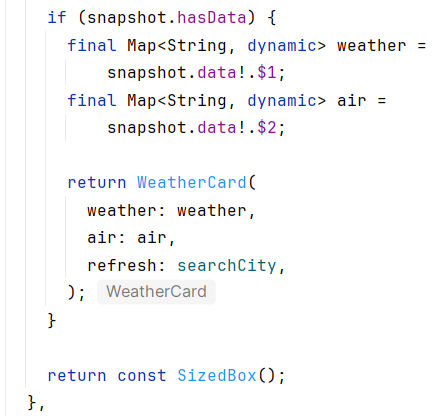 if (snapshot.hasData) {
  final Map<String, dynamic> weather =
      snapshot.data!.$1;
  final Map<String, dynamic> air =
      snapshot.data!.$2;

  return WeatherCard(
    weather: weather,
    air: air,
    refresh: searchCity,
  ); WeatherCard
}

return const SizedBox();
},